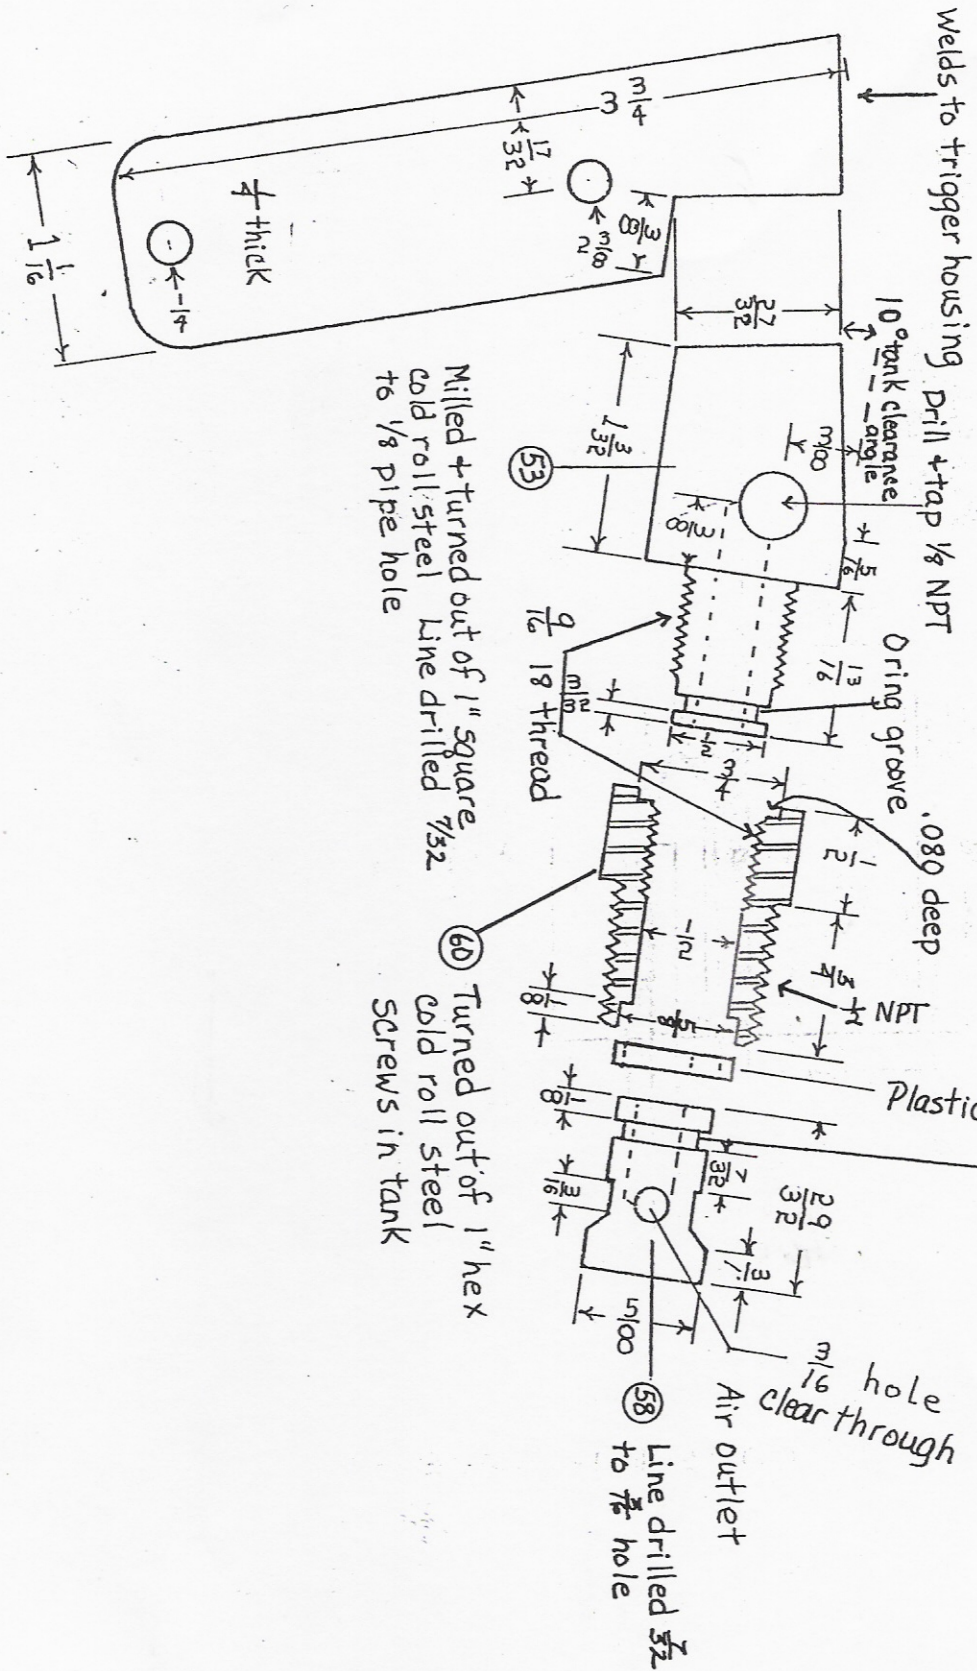 Welds to trigger housing
3 3/4
17/32
3/8
3/8
2
1/4 thick
1/4
1 1/16
27/32
10° tank clearance
angle
Drill + tap 1/8 NPT
3/8
3/8
5/16
1 3/32
53
Milled + turned out of 1" square
cold roll steel Line drilled 7/32
to 1/8 pipe hole
13/16
O ring groove
9/16 18 thread
3/32
1/2
3/4
.080 deep
1/2
3/4
1/2 NPT
1/2
5/8
1/8
60 Turned out of 1" hex
cold roll steel
screws in tank
Plastic
1/8
7/32
29/32
3/16
5/8
3/16 hole
clear through
Air outlet
58 Line drilled 7/32
to 3/16 hole